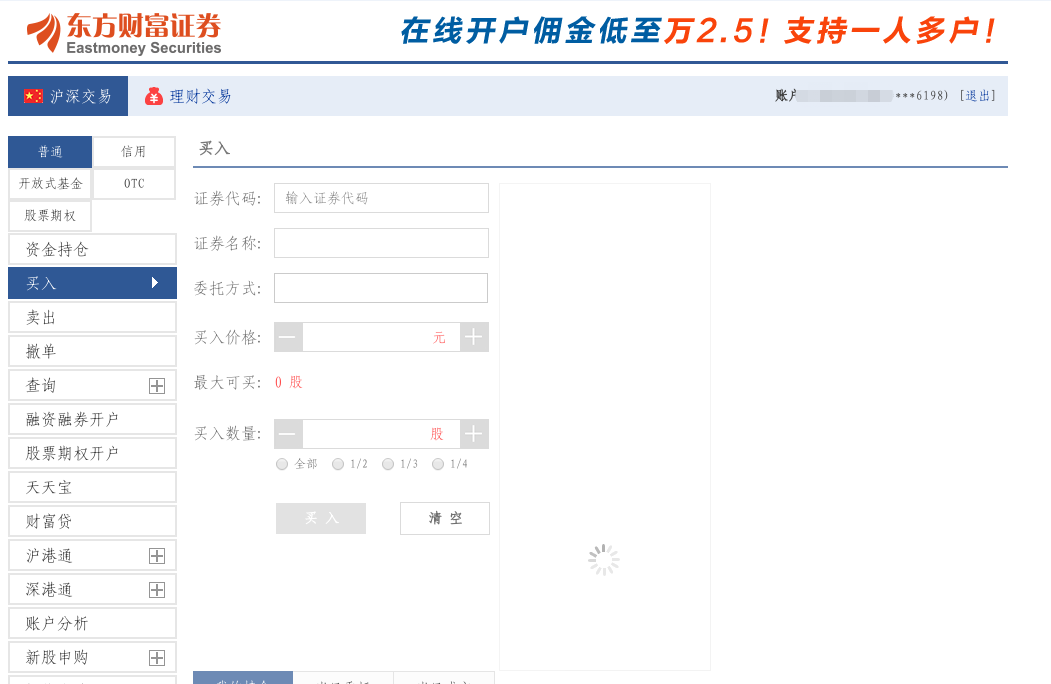 东方财富证券
Eastmoney Securities
在线开户佣金低至万2.5！支持一人多户！
沪深交易
理财交易
账户 ***6198) [退出]
普通
信用
开放式基金
OTC
股票期权
资金持仓
买入
卖出
撤单
查询
融资融券开户
股票期权开户
天天宝
财富贷
沪港通
深港通
账户分析
新股申购
买入
证券代码: 输入证券代码
证券名称:
委托方式:
买入价格: 元
最大可买: 0 股
买入数量: 股
全部 1/2 1/3 1/4
买 入
清 空